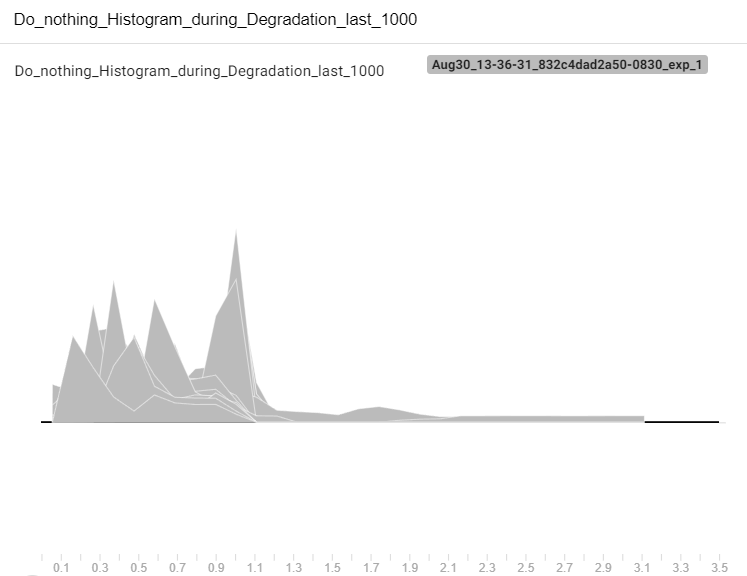 Do_nothing_Histogram_during_Degradation_last_1000
Do_nothing_Histogram_during_Degradation_last_1000 Aug30_13-36-31_832c4dad2a50-0830_exp_1
0.1 0.3 0.5 0.7 0.9 1.1 1.3 1.5 1.7 1.9 2.1 2.3 2.5 2.7 2.9 3.1 3.3 3.5